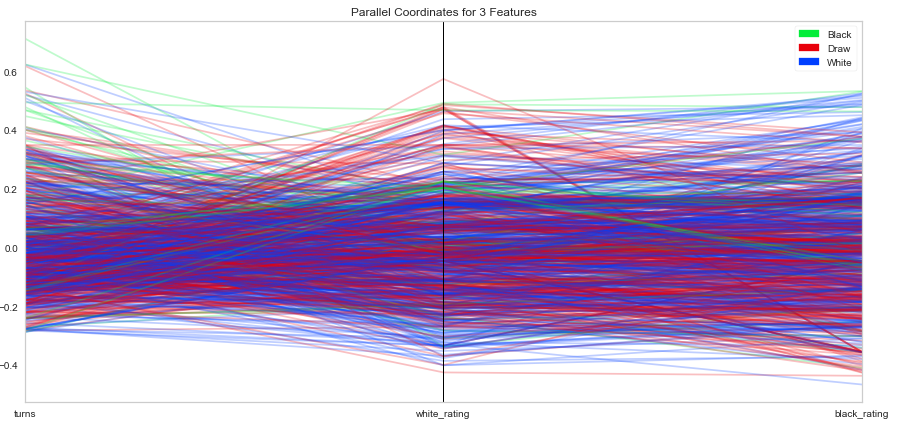 Parallel Coordinates for 3 Features
Black
Draw
White
0.6
0.4
0.2
0.0
−0.2
−0.4
turns
white_rating
black_rating